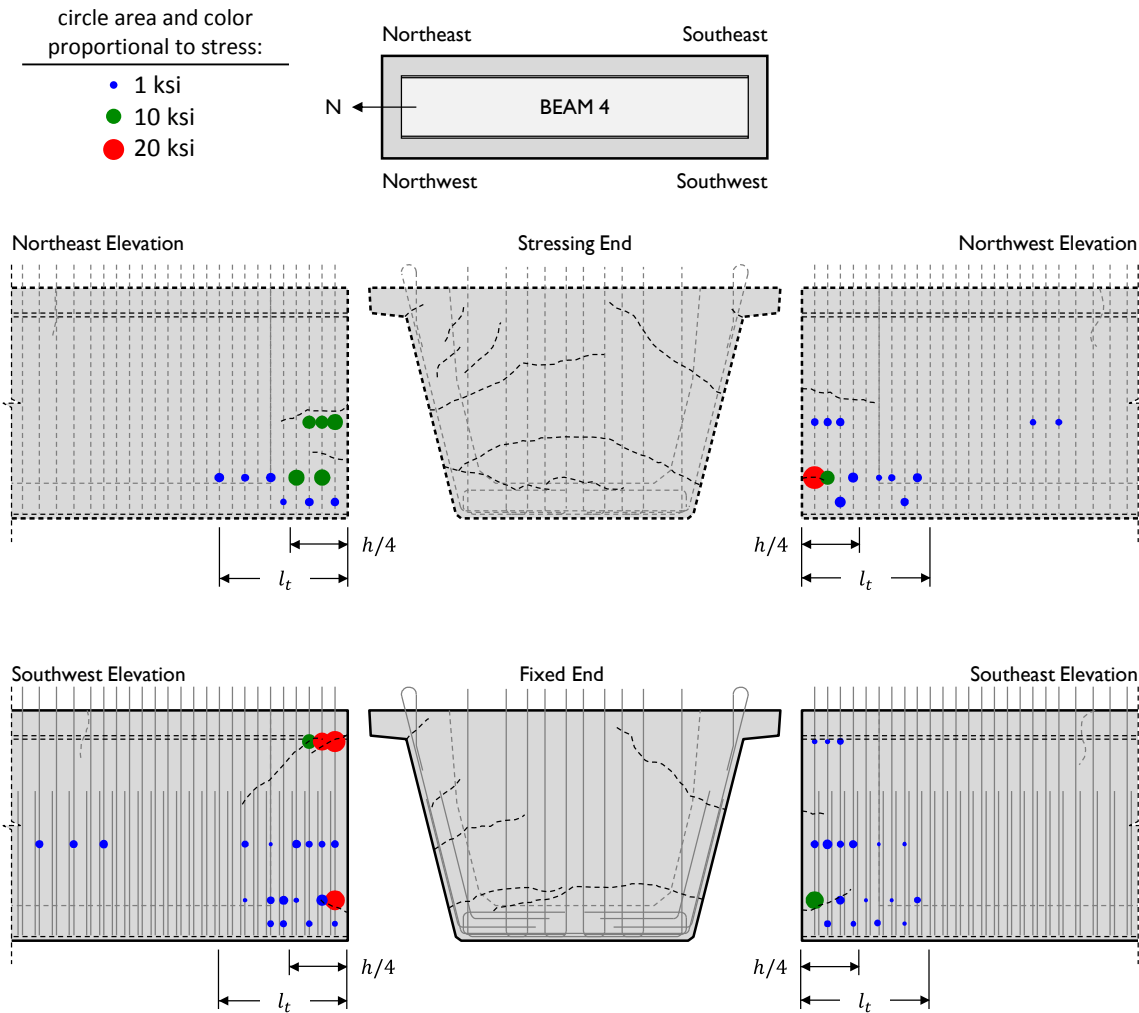 circle area and color
proportional to stress:
1 ksi
10 ksi
20 ksi
Northeast Southeast
N BEAM 4
Northwest Southwest
Northeast Elevation Stressing End Northwest Elevation
h/4 h/4
l_t l_t
Southwest Elevation Fixed End Southeast Elevation
h/4 h/4
l_t l_t